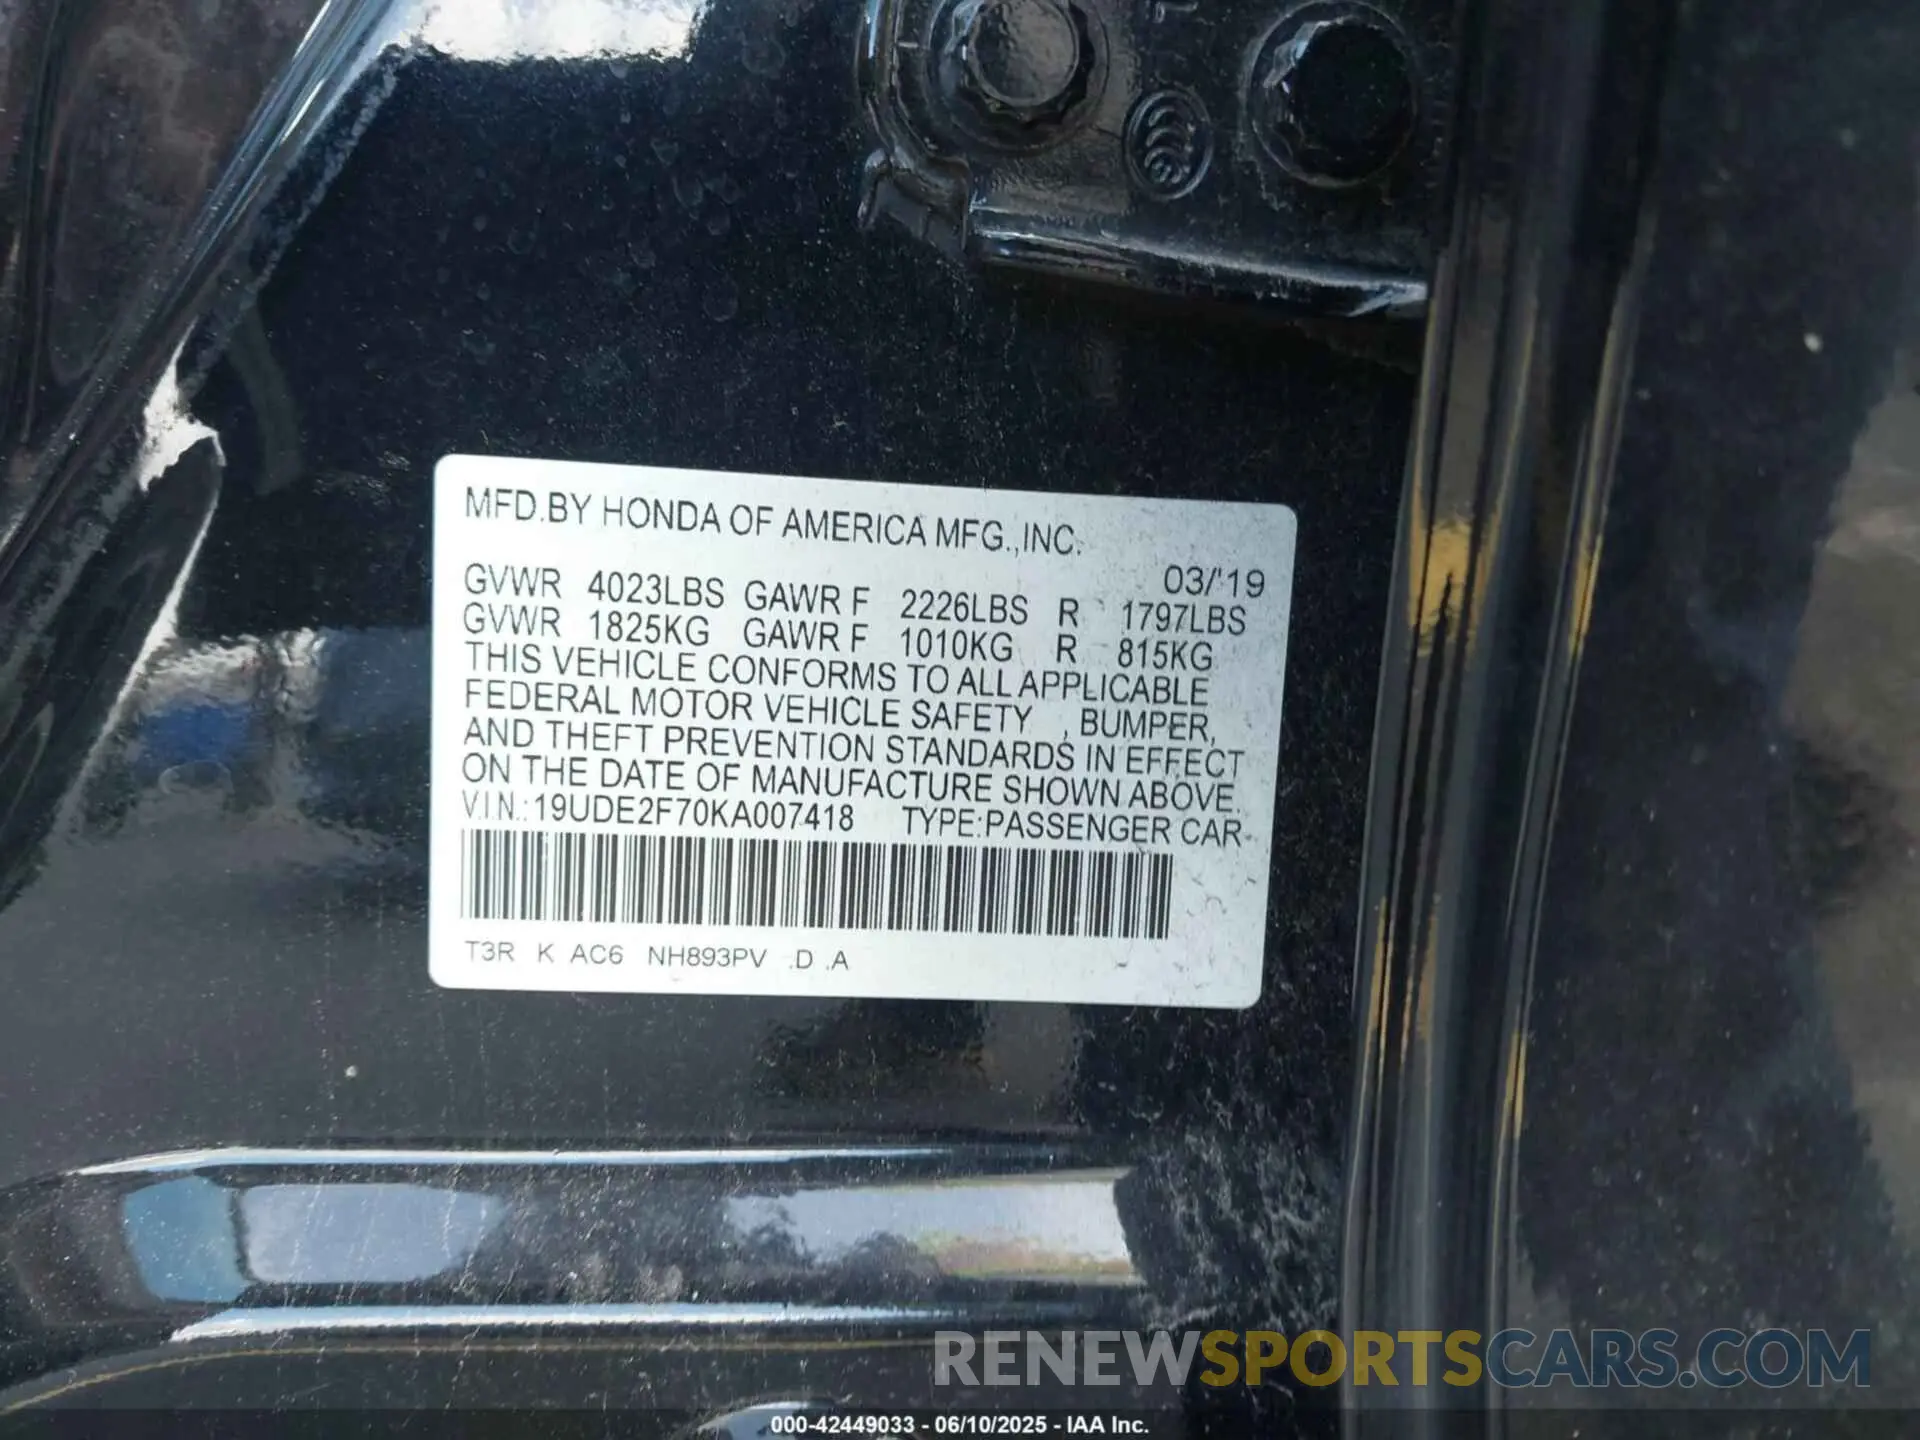 MFD.BY HONDA OF AMERICA MFG.,INC.
03/'19
GVWR 4023LBS GAWR F 2226LBS R 1797LBS
GVWR 1825KG GAWR F 1010KG R 815KG
THIS VEHICLE CONFORMS TO ALL APPLICABLE
FEDERAL MOTOR VEHICLE SAFETY , BUMPER,
AND THEFT PREVENTION STANDARDS IN EFFECT
ON THE DATE OF MANUFACTURE SHOWN ABOVE.
V.I.N.:19UDE2F70KA007418 TYPE:PASSENGER CAR
T3R K AC6 NH893PV .D .A
RENEWSPORTSCARS.COM
000-42449033 - 06/10/2025 - IAA Inc.